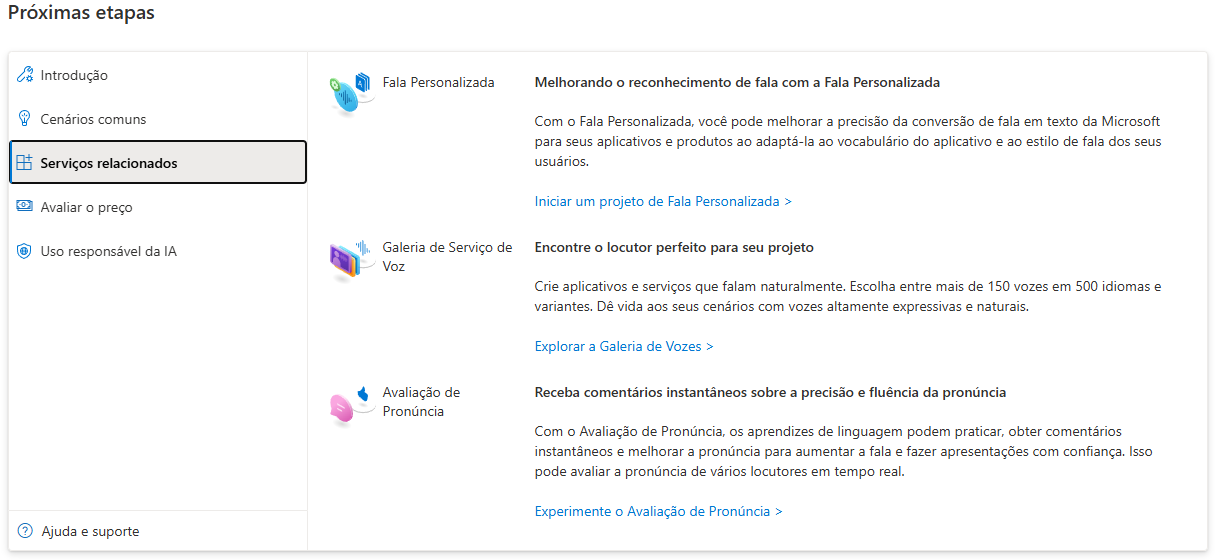 Próximas etapas
Introdução
Cenários comuns
Serviços relacionados
Avaliar o preço
Uso responsável da IA
Ajuda e suporte
Fala Personalizada
Melhorando o reconhecimento de fala com a Fala Personalizada
Com o Fala Personalizada, você pode melhorar a precisão da conversão de fala em texto da Microsoft
para seus aplicativos e produtos ao adaptá-la ao vocabulário do aplicativo e ao estilo de fala dos seus
usuários.
Iniciar um projeto de Fala Personalizada >
Galeria de Serviço de
Voz
Encontre o locutor perfeito para seu projeto
Crie aplicativos e serviços que falam naturalmente. Escolha entre mais de 150 vozes em 500 idiomas e
variantes. Dê vida aos seus cenários com vozes altamente expressivas e naturais.
Explorar a Galeria de Vozes >
Avaliação de
Pronúncia
Receba comentários instantâneos sobre a precisão e fluência da pronúncia
Com o Avaliação de Pronúncia, os aprendizes de linguagem podem praticar, obter comentários
instantâneos e melhorar a pronúncia para aumentar a fala e fazer apresentações com confiança. Isso
pode avaliar a pronúncia de vários locutores em tempo real.
Experimente o Avaliação de Pronúncia >